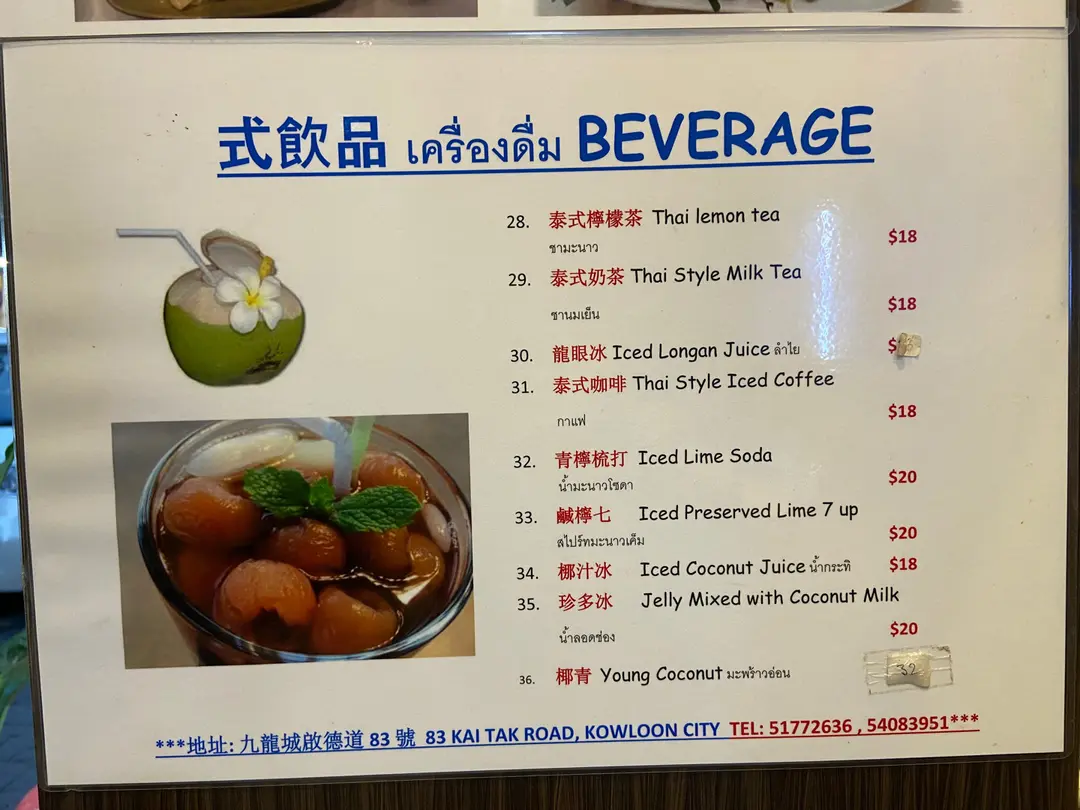 式飲品 เครื่องดื่ม BEVERAGE
28. 泰式檸檬茶 Thai lemon tea
ชามะนาว $18
29. 泰式奶茶 Thai Style Milk Tea
ชานมเย็น $18
30. 龍眼冰 Iced Longan Juice ลำไย $
31. 泰式咖啡 Thai Style Iced Coffee
กาแฟ $18
32. 青檸梳打 Iced Lime Soda
น้ำมะนาวโซดา $20
33. 鹹檸七 Iced Preserved Lime 7 up
สไปร์ทมะนาวเค็ม $20
34. 椰汁冰 Iced Coconut Juice น้ำกระทิ $18
35. 珍多冰 Jelly Mixed with Coconut Milk
น้ำลอดช่อง $20
36. 椰青 Young Coconut มะพร้าวอ่อน 32
***地址: 九龍城啟德道 83 號 83 KAI TAK ROAD, KOWLOON CITY TEL: 51772636 , 54083951***